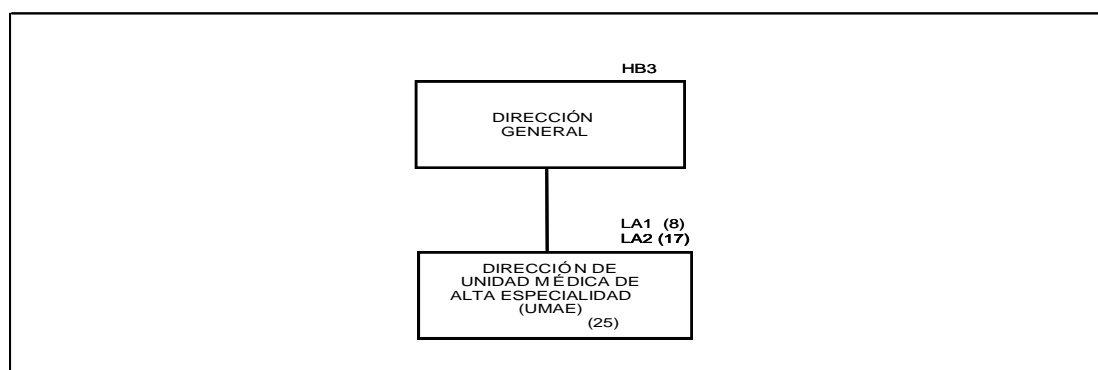 HB3
DIRECCIÓN
GENERAL
LA1 (8)
LA2 (17)
DIRECCIÓN DE
UNIDAD MÉDICA DE
ALTA ESPECIALIDAD
(UMAE)
(25)